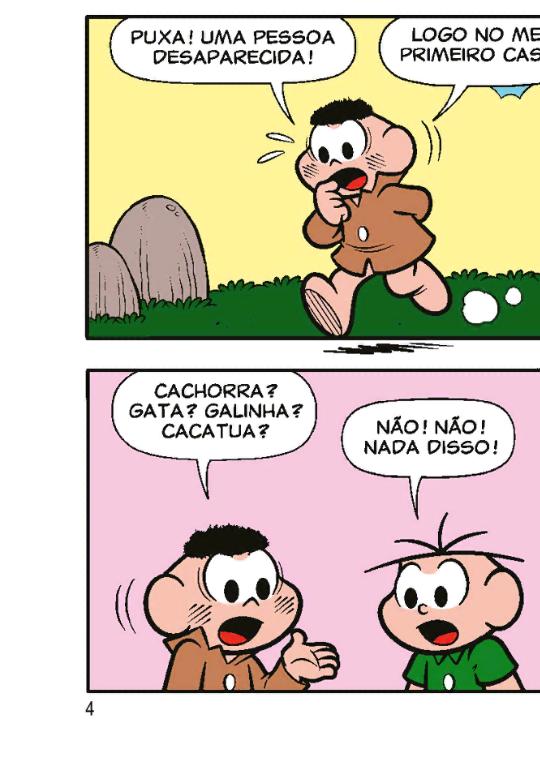 PUXA! UMA PESSOA
DESAPARECIDA!
LOGO NO
PRIMEIRO
CACHORRA?
GATA? GALINHA?
CACATUA?
NÃO! NÃO!
NADA DISSO!
4